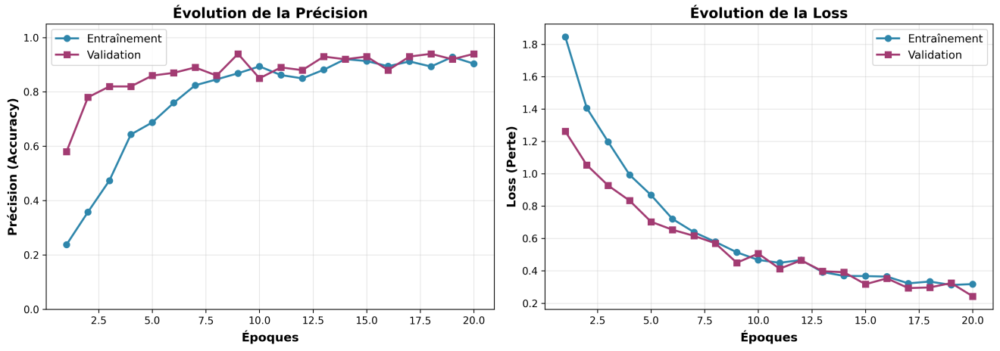 Évolution de la Précision
Précision (Accuracy)
1.0
0.8
0.6
0.4
0.2
0.0
Entraînement
Validation
2.5 5.0 7.5 10.0 12.5 15.0 17.5 20.0
Époques
Évolution de la Loss
Loss (Perte)
1.8
1.6
1.4
1.2
1.0
0.8
0.6
0.4
0.2
Entraînement
Validation
2.5 5.0 7.5 10.0 12.5 15.0 17.5 20.0
Époques